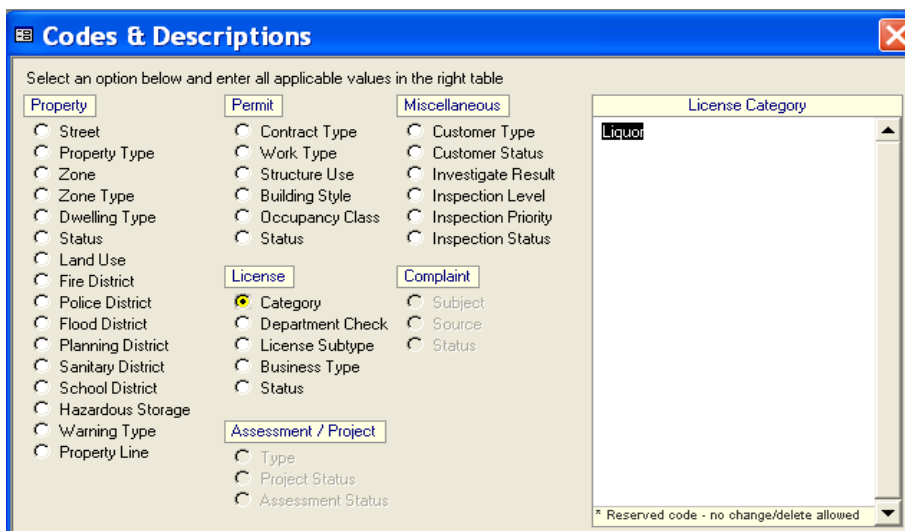 Codes & Descriptions
Select an option below and enter all applicable values in the right table
Property
Street
Property Type
Zone
Zone Type
Dwelling Type
Status
Land Use
Fire District
Police District
Flood District
Planning District
Sanitary District
School District
Hazardous Storage
Warning Type
Property Line
Permit
Contract Type
Work Type
Structure Use
Building Style
Occupancy Class
Status
License
Category
Department Check
License Subtype
Business Type
Status
Assessment / Project
Type
Project Status
Assessment Status
Miscellaneous
Customer Type
Customer Status
Investigate Result
Inspection Level
Inspection Priority
Inspection Status
Complaint
Subject
Source
Status
License Category
Liquor
* Reserved code - no change/delete allowed